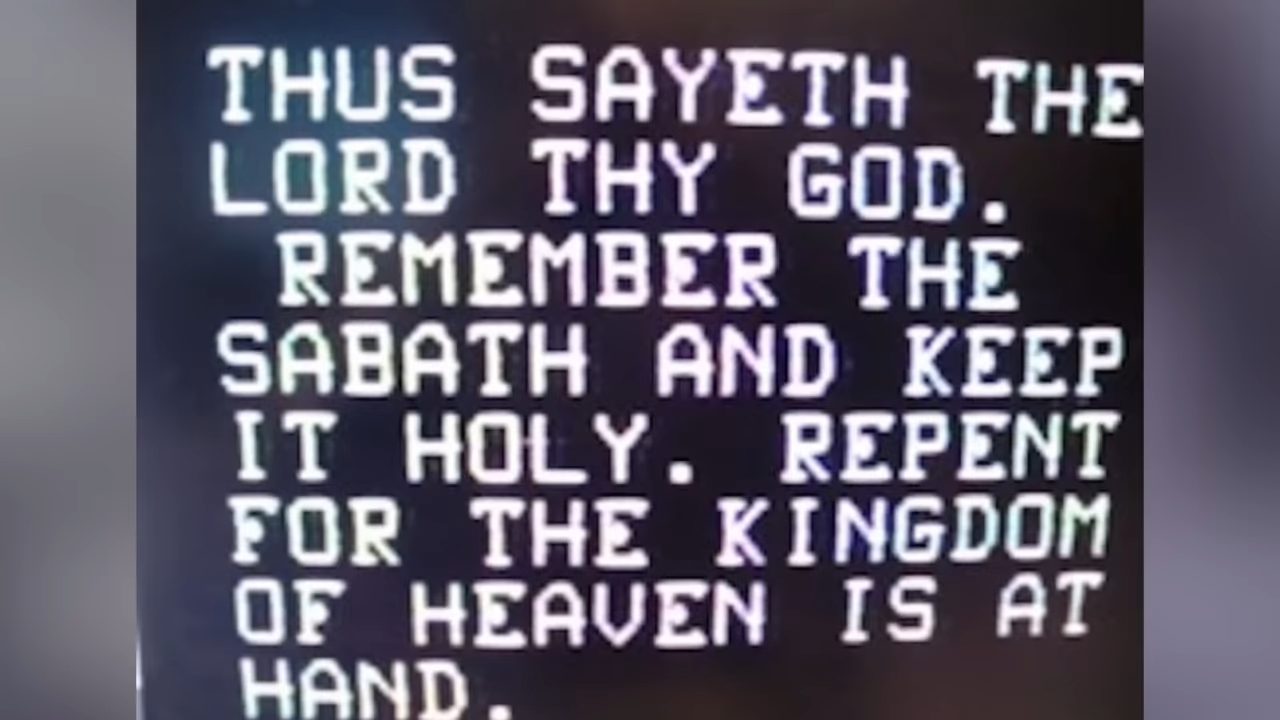 THUS SAYETH THE
LORD THY GOD.
REMEMBER THE
SABATH AND KEEP
IT HOLY. REPENT
FOR THE KINGDOM
OF HEAVEN IS AT
HAND.